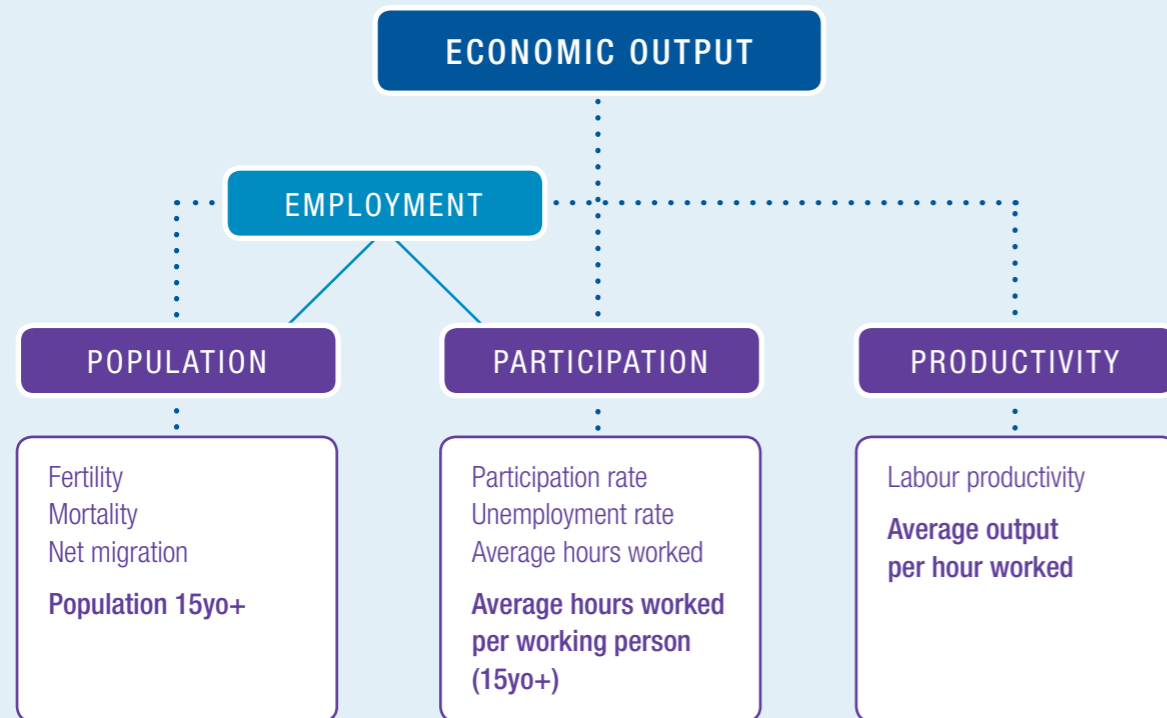 ECONOMIC OUTPUT
EMPLOYMENT
POPULATION
Fertility
Mortality
Net migration
Population 15yo+
PARTICIPATION
Participation rate
Unemployment rate
Average hours worked
Average hours worked
per working person
(15yo+)
PRODUCTIVITY
Labour productivity
Average output
per hour worked